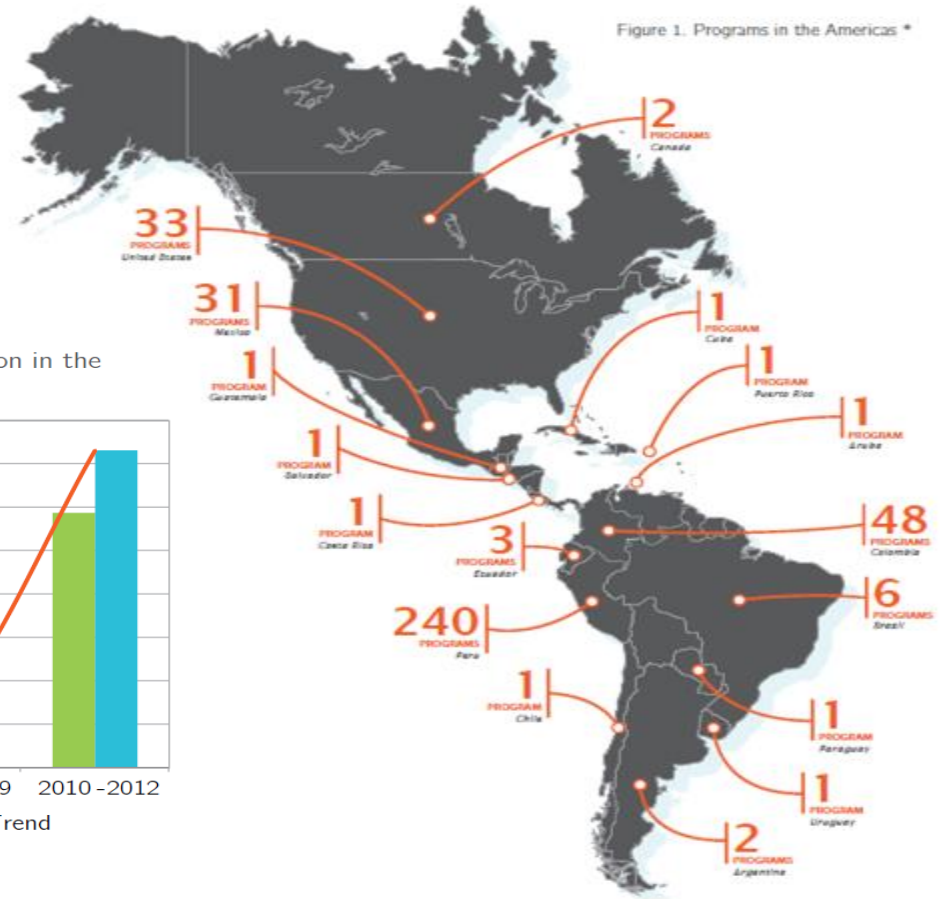 Figure 1. Programs in the Americas *
2
PROGRAMS
Canada
33
PROGRAMS
United States
31
PROGRAMS
Mexico
1
PROGRAM
Cuba
1
PROGRAM
Guatemala
1
PROGRAM
Puerto Rico
1
PROGRAM
Aruba
1
PROGRAM
Salvador
1
PROGRAM
Costa Rica
3
PROGRAMS
Ecuador
48
PROGRAMS
Colombia
6
PROGRAMS
Brasil
240
PROGRAMS
Peru
1
PROGRAM
Chile
1
PROGRAM
Paraguay
1
PROGRAM
Uruguay
2
PROGRAMS
Argentina
on in the
9 2010-2012
Trend